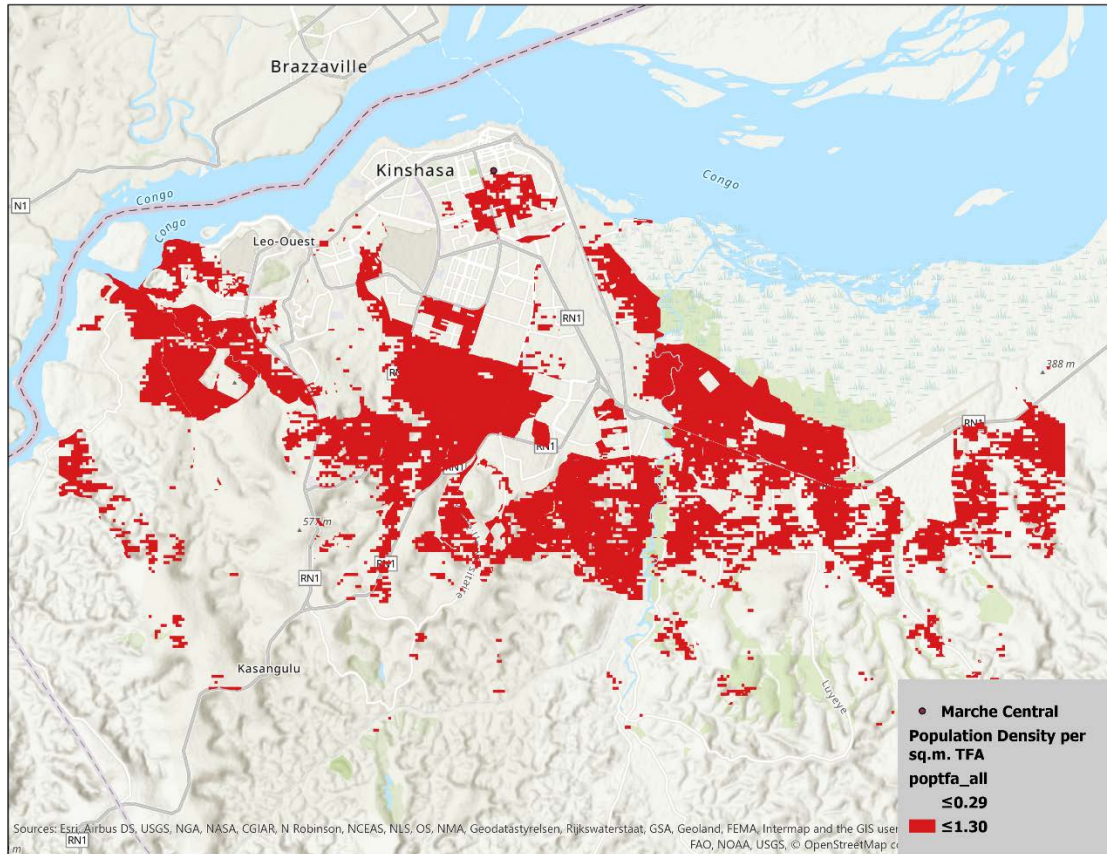 Brazzaville
Kinshasa
Congo
N1
Congo
Congo
Leo-Ouest
RN1
388 m
RN1
RN1
RN1
577 m
RN1
RN1
Kasangulu
Luyeye
Marche Central
Population Density per
sq.m. TFA
poptfa_all
≤0.29
≤1.30
Sources: Esri, Airbus DS, USGS, NGA, NASA, CGIAR, N Robinson, NCEAS, NLS, OS, NMA, Geodatastyrelsen, Rijkswaterstaat, GSA, Geoland, FEMA, Intermap and the GIS user
FAO, NOAA, USGS, © OpenStreetMap
RN1
m